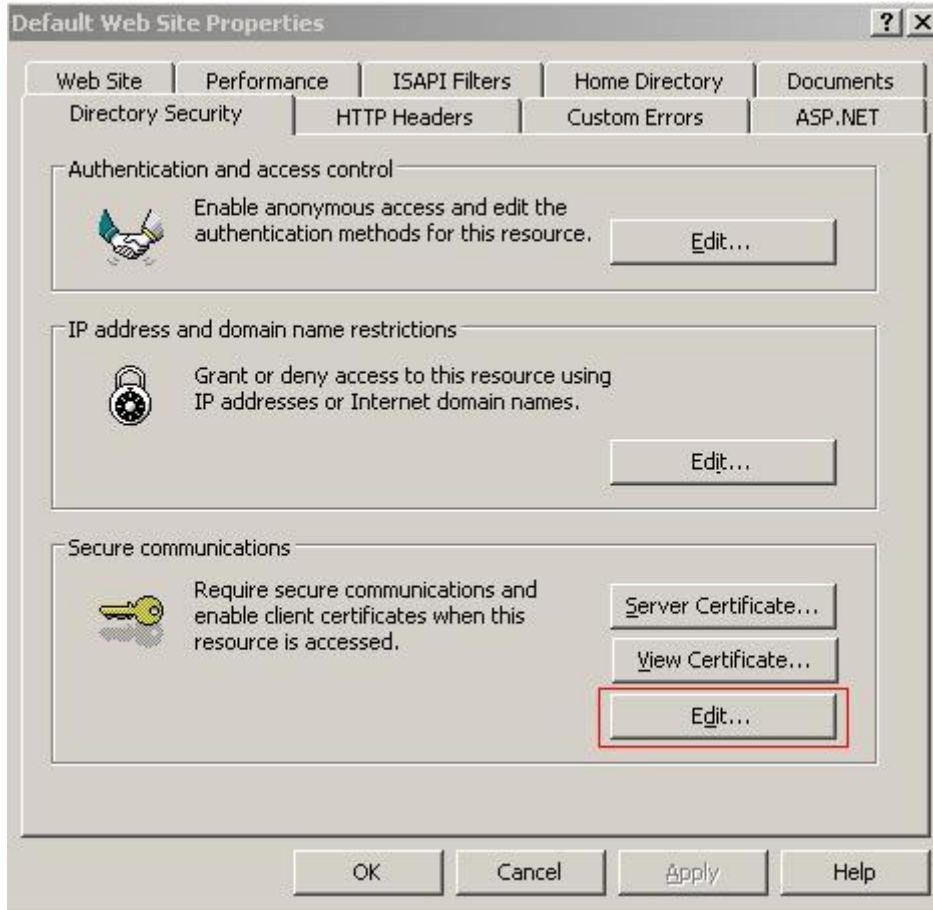 Default Web Site Properties
Web Site
Performance
ISAPI Filters
Home Directory
Documents
Directory Security
HTTP Headers
Custom Errors
ASP.NET
Authentication and access control
Enable anonymous access and edit the
authentication methods for this resource.
Edit...
IP address and domain name restrictions
Grant or deny access to this resource using
IP addresses or Internet domain names.
Edit...
Secure communications
Require secure communications and
enable client certificates when this
resource is accessed.
Server Certificate...
View Certificate...
Edit...
OK
Cancel
Apply
Help